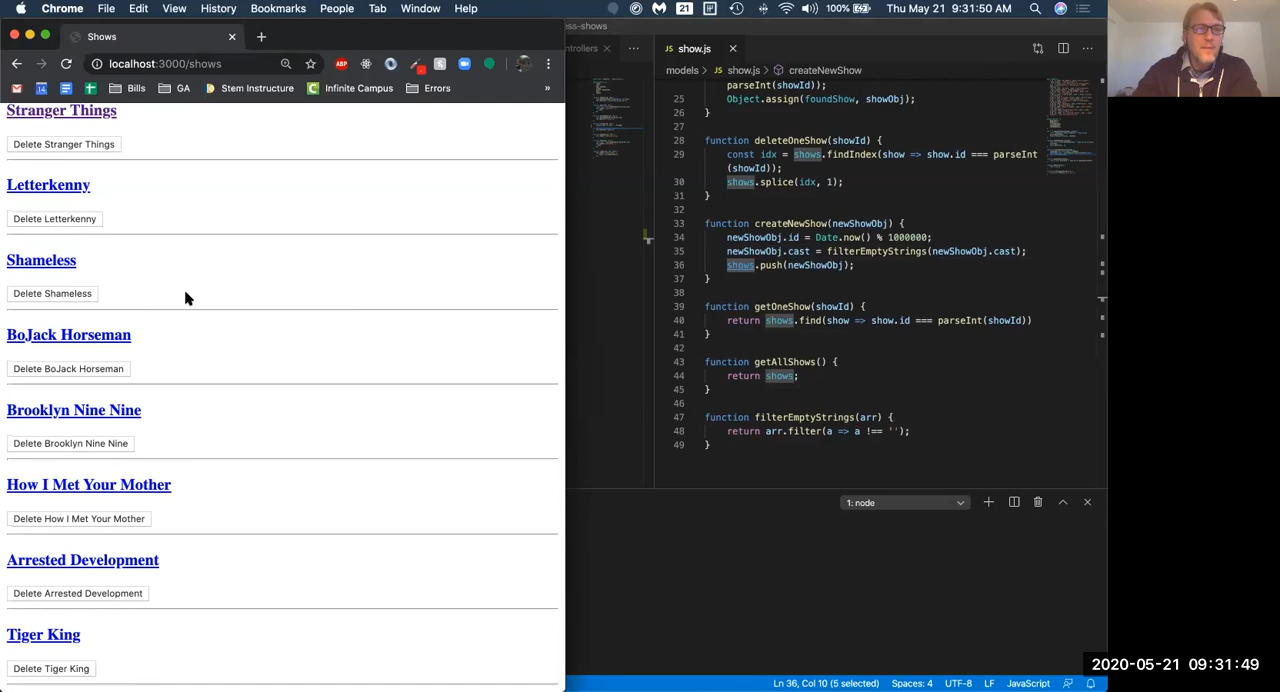 Chrome File Edit View History Bookmarks People Tab Window Help 21 100% Thu May 21 9:31:50 AM
Shows
localhost:3000/shows
ABP
Bills GA Stem Structure Infinite Campus Errors »
Stranger Things
Delete Stranger Things
Letterkenny
Delete Letterkenny
Shameless
Delete Shameless
BoJack Horseman
Delete BoJack Horseman
Brooklyn Nine Nine
Delete Brooklyn Nine Nine
How I Met Your Mother
Delete How I Met Your Mother
Arrested Development
Delete Arrested Development
Tiger King
Delete Tiger King
ess-shows
ntrollers
JS show.js
models > JS show.js > createNewShow
parseInt(showId));
25 Object.assign(foundShow, showObj);
26 }
27
28 function deleteOneShow(showId) {
29 const idx = shows.findIndex(show => show.id === parseInt
(showId));
30 shows.splice(idx, 1);
31 }
32
33 function createNewShow(newShowObj) {
34 newShowObj.id = Date.now() % 1000000;
35 newShowObj.cast = filterEmptyStrings(newShowObj.cast);
36 shows.push(newShowObj);
37 }
38
39 function getOneShow(showId) {
40 return shows.find(show => show.id === parseInt(showId))
41 }
42
43 function getAllShows() {
44 return shows;
45 }
46
47 function filterEmptyStrings(arr) {
48 return arr.filter(a => a !== '');
49 }
1: node
Ln 36, Col 10 (5 selected) Spaces: 4 UTF-8 LF JavaScript
2020-05-21 09:31:49